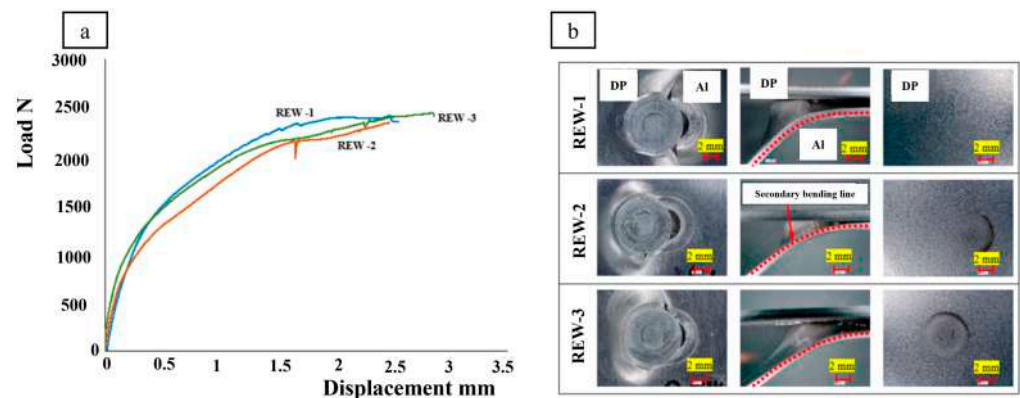 a
Load N
3000
2500
2000
1500
1000
500
0
REW-1
REW-3
REW-2
0 0.5 1 1.5 2 2.5 3 3.5
Displacement mm
b
REW-1
DP Al
2 mm
DP
Al
2 mm
DP
2 mm
REW-2
2 mm
Secondary bending line
2 mm
2 mm
REW-3
2 mm
2 mm
2 mm